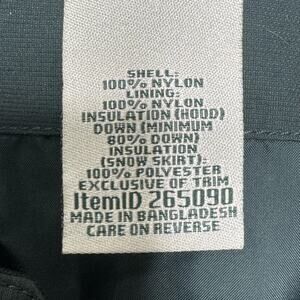 SHELL:
100% NYLON
LINING:
100% NYLON
INSULATION (HOOD)
DOWN (MINIMUM
80% DOWN)
INSULATION
(SNOW SKIRT):
100% POLYESTER
EXCLUSIVE OF TRIM
ItemID 265090
MADE IN BANGLADESH
CARE ON REVERSE